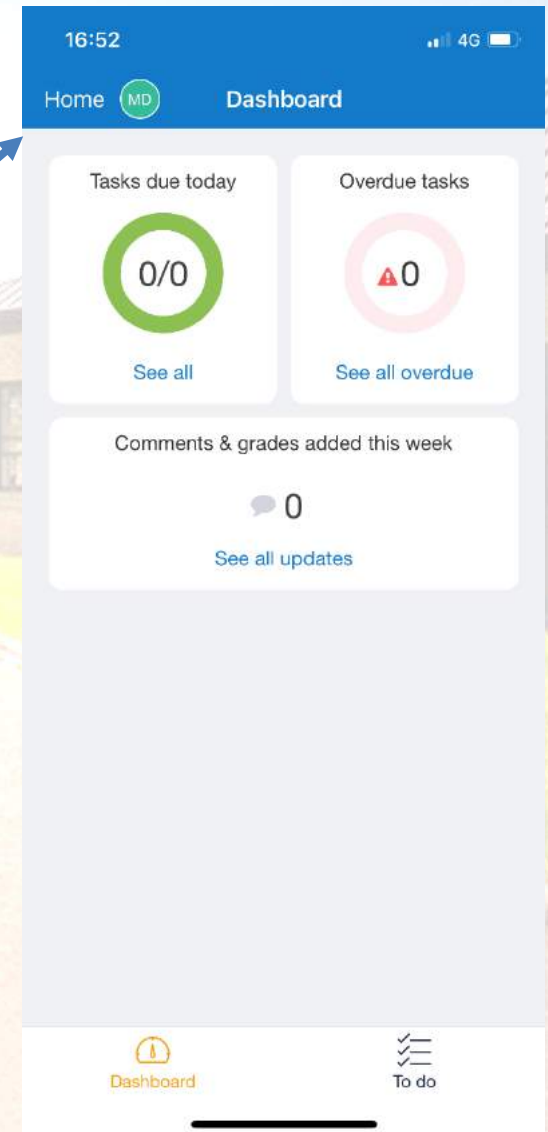 16:52 4G
Home MD Dashboard
Tasks due today
0/0
See all
Overdue tasks
0
See all overdue
Comments & grades added this week
0
See all updates
Dashboard
To do